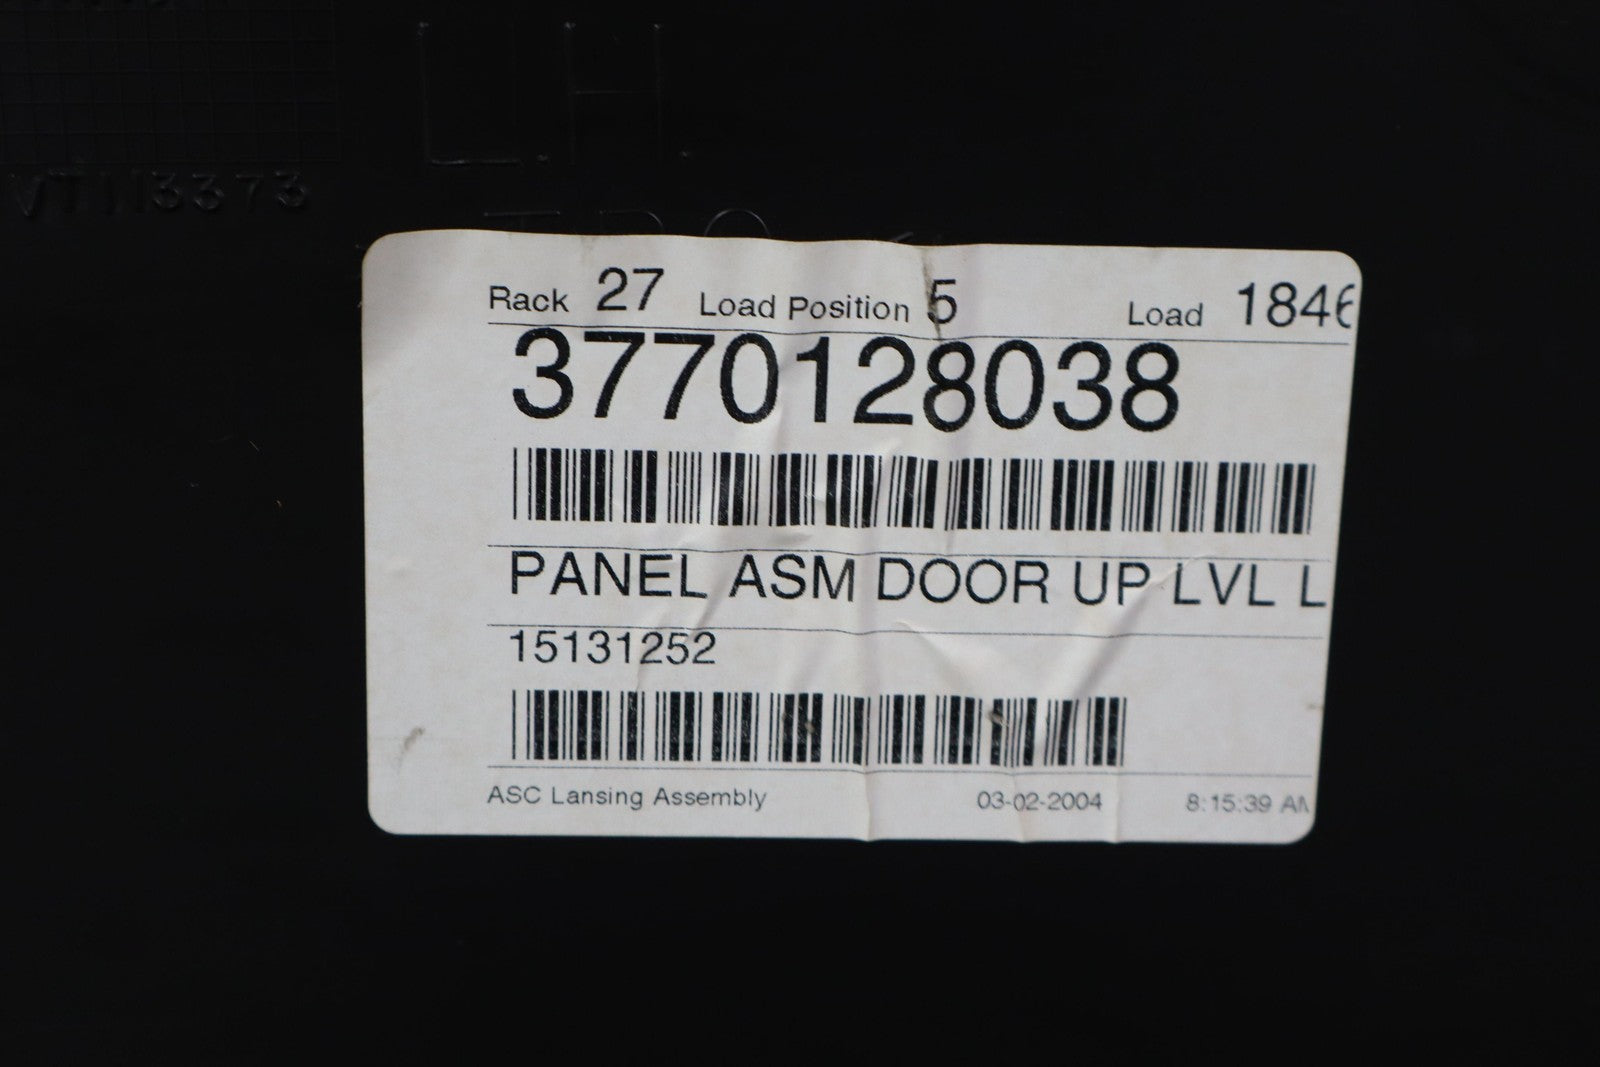 L.H.
VT113373
Rack 27 Load Position 5 Load 1846
3770128038
PANEL ASM DOOR UP LVL L
15131252
ASC Lansing Assembly 03-02-2004 8:15:39 AM